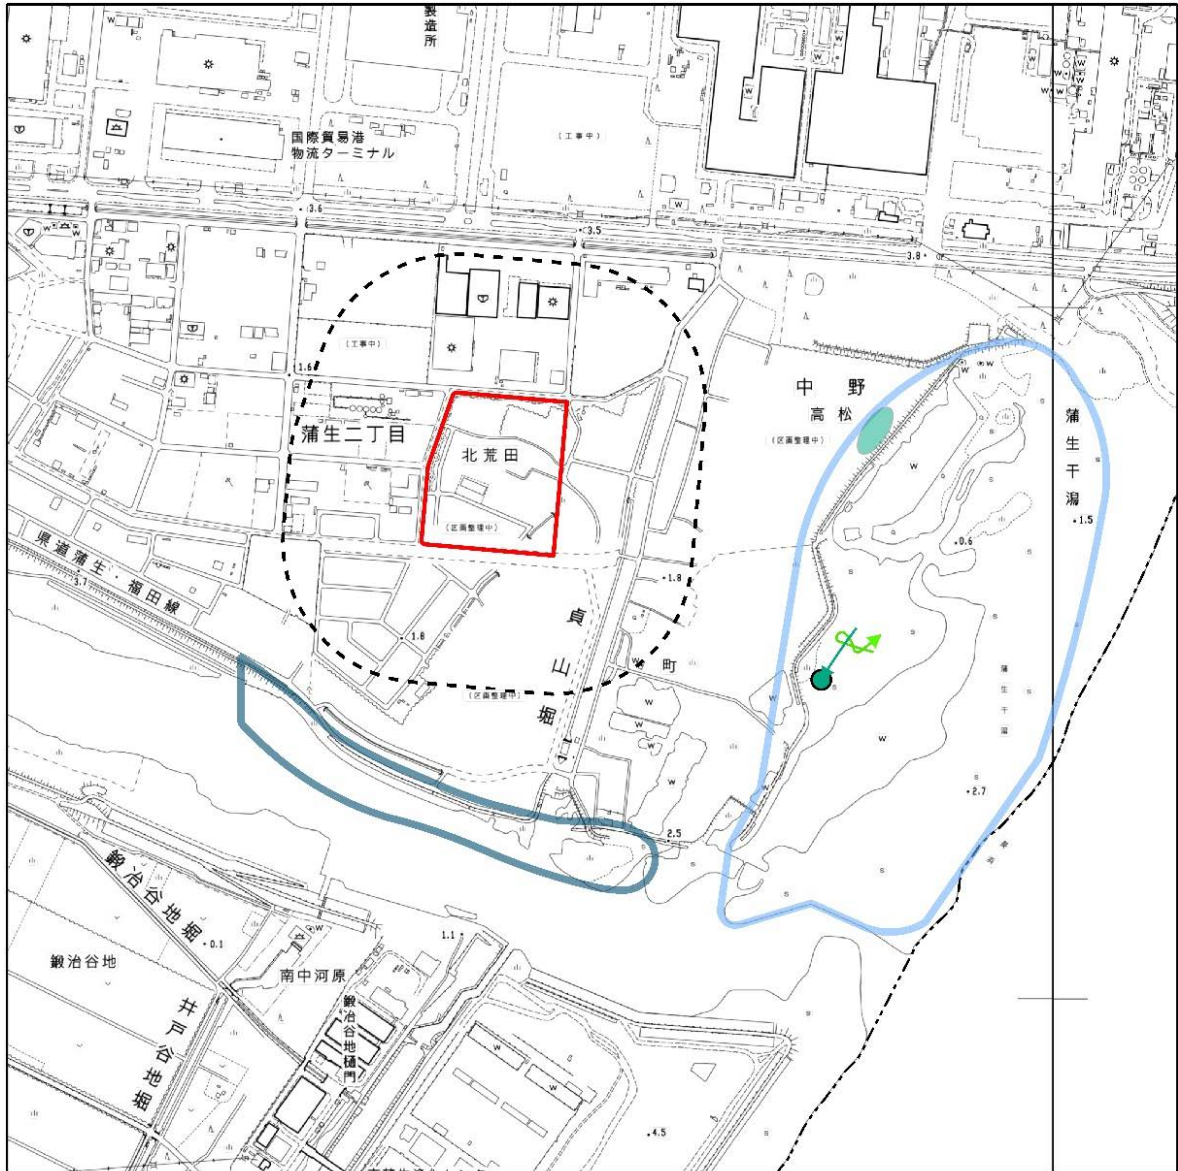 製造所
国際貿易港
物流ターミナル
(工事中)
3.6
3.5
3.8
(工事中)
1.6
中野
高松
(区画整理中)
蒲生干潟
蒲生二丁目
北荒田
(区画整理中)
1.5
0.6
県道蒲生・福田線
3.7
1.8
1.8
貞山堀
町
(区画整理中)
蒲生干潟
2.7
2.5
鍛冶谷地堀
0.1
1.1
鍛冶谷地
南中河原
井戸谷地堀
鍛冶谷地樋門
4.5